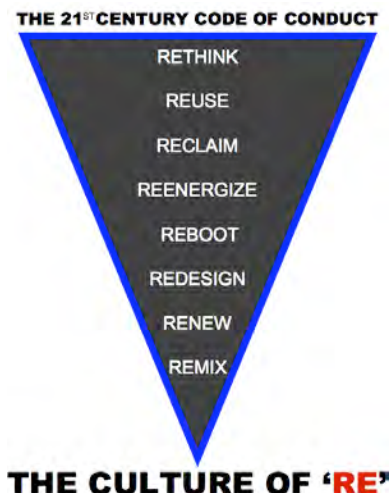 THE 21ST CENTURY CODE OF CONDUCT
RETHINK
REUSE
RECLAIM
REENERGIZE
REBOOT
REDESIGN
RENEW
REMIX
THE CULTURE OF ‘RE’